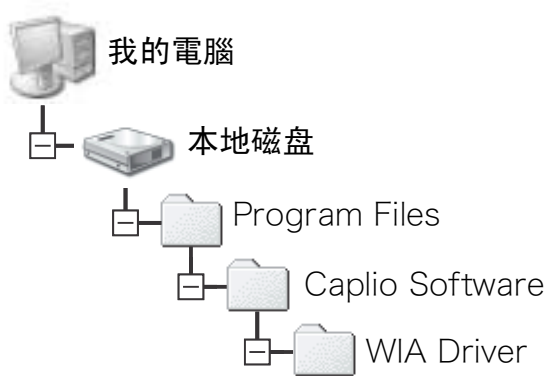 我的電腦
本地磁盘
Program Files
Caplio Software
WIA Driver